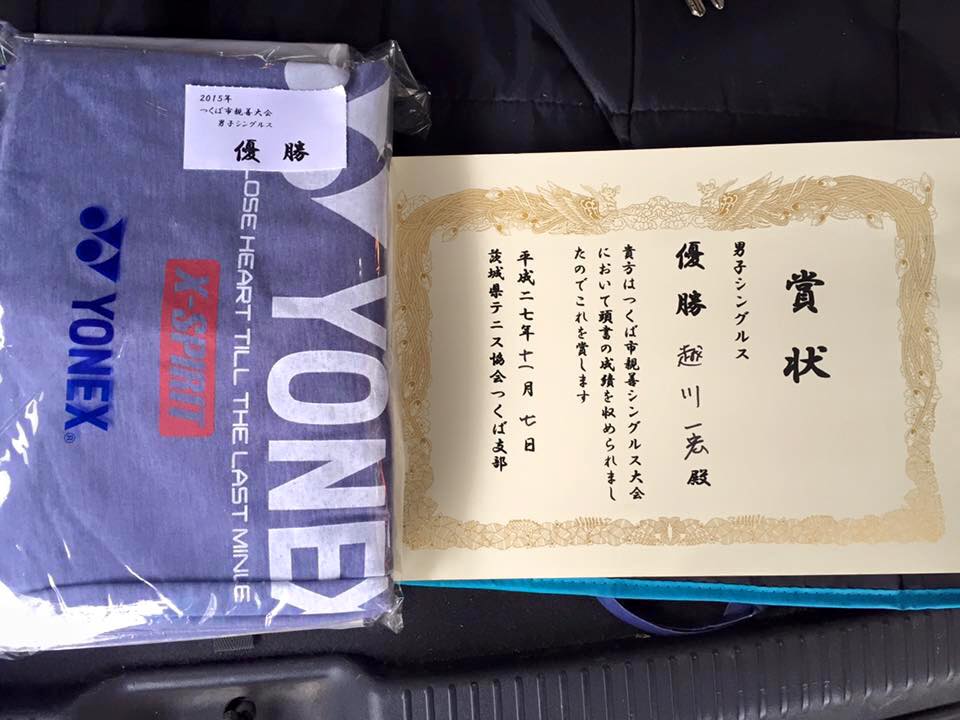 2015年
つくば市親善大会
男子シングルス
優勝
YONEX
X-SPIRIT
LOSE HEART TILL THE LAST MINUE
YONEX®
賞状
男子シングルス
優勝 越川一宏殿
貴方はつくば市親善シングルス大会
において頭書の成績を収められまし
たのでこれを賞します
平成二七年十一月七日
茨城県テニス協会つくば支部